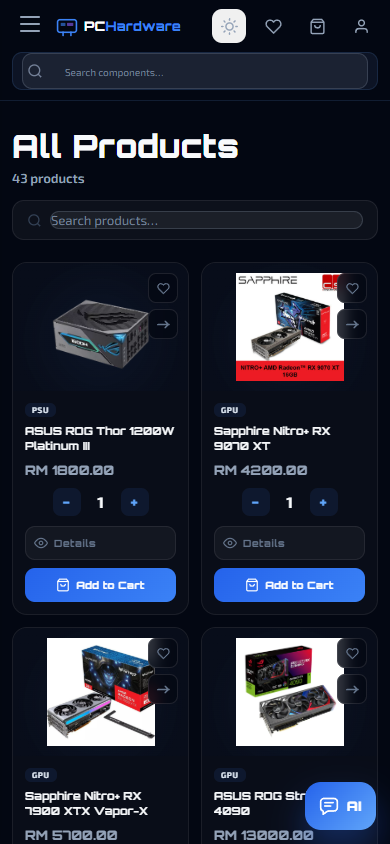 PCHardware
Search components...
All Products
43 products
Search products...
PSU
ASUS ROG Thor 1200W
Platinum III
RM 1800.00
−
1
+
Details
Add to Cart
SAPPHIRE
NITRO+ AMD Radeon™ RX 9070 XT
16GB
GPU
Sapphire Nitro+ RX
9070 XT
RM 4200.00
−
1
+
Details
Add to Cart
GPU
Sapphire Nitro+ RX
7900 XTX Vapor-X
RM 5700.00
GPU
ASUS ROG Str
4090
RM 13000.00
AI